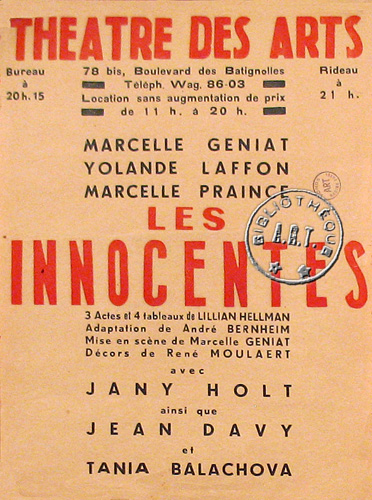 THEATRE DES ARTS
Bureau
à
20h.15
78 bis, Boulevard des Batignolles
Téléph. Wag. 86-03
Location sans augmentation de prix
de 11 h. à 20 h.
Rideau
à
21 h.
MARCELLE GENIAT
YOLANDE LAFFON
MARCELLE PRAINCE
LES
INNOCENTES
BIBLIOTHÈQUE
A.R.T.
ART
3 Actes et 4 tableaux de LILLIAN HELLMAN
Adaptation de André BERNHEIM
Mise en scène de Marcelle GENIAT
Décors de René MOULAERT
avec
JANY HOLT
ainsi que
JEAN DAVY
et
TANIA BALACHOVA